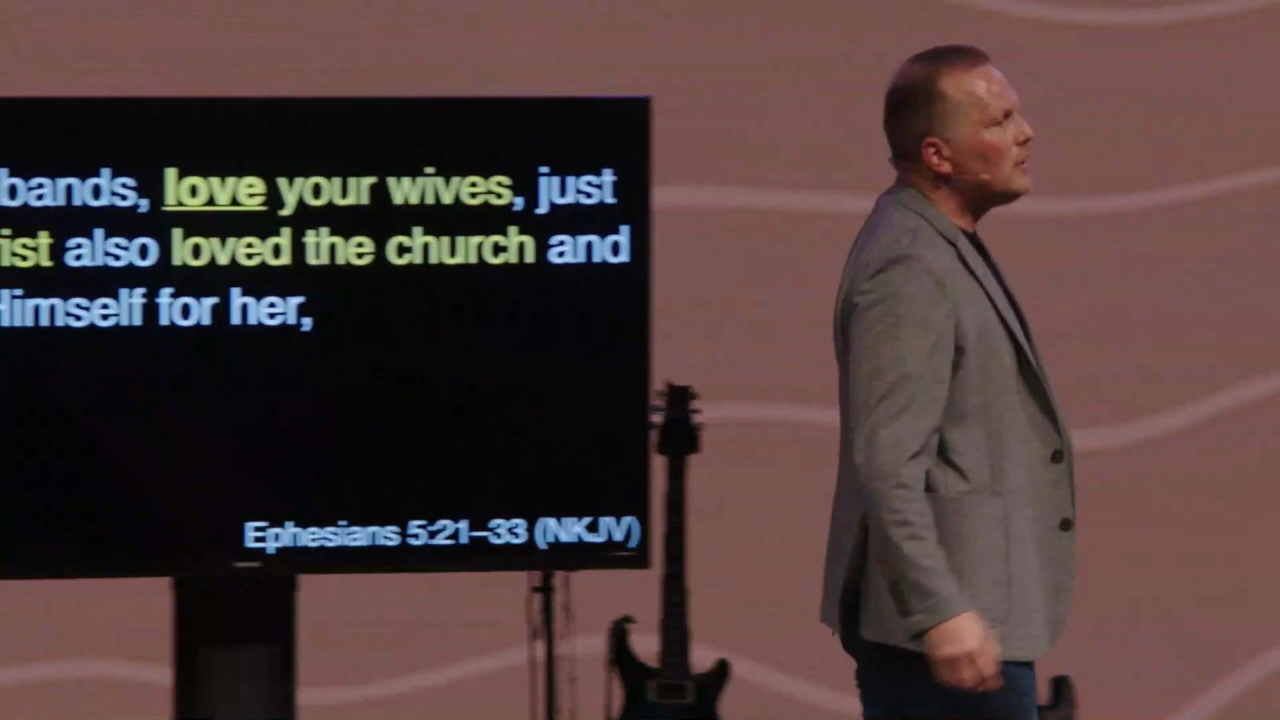 bands, love your wives, just
ist also loved the church and
Himself for her,
Ephesians 5:21–33 (NKJV)